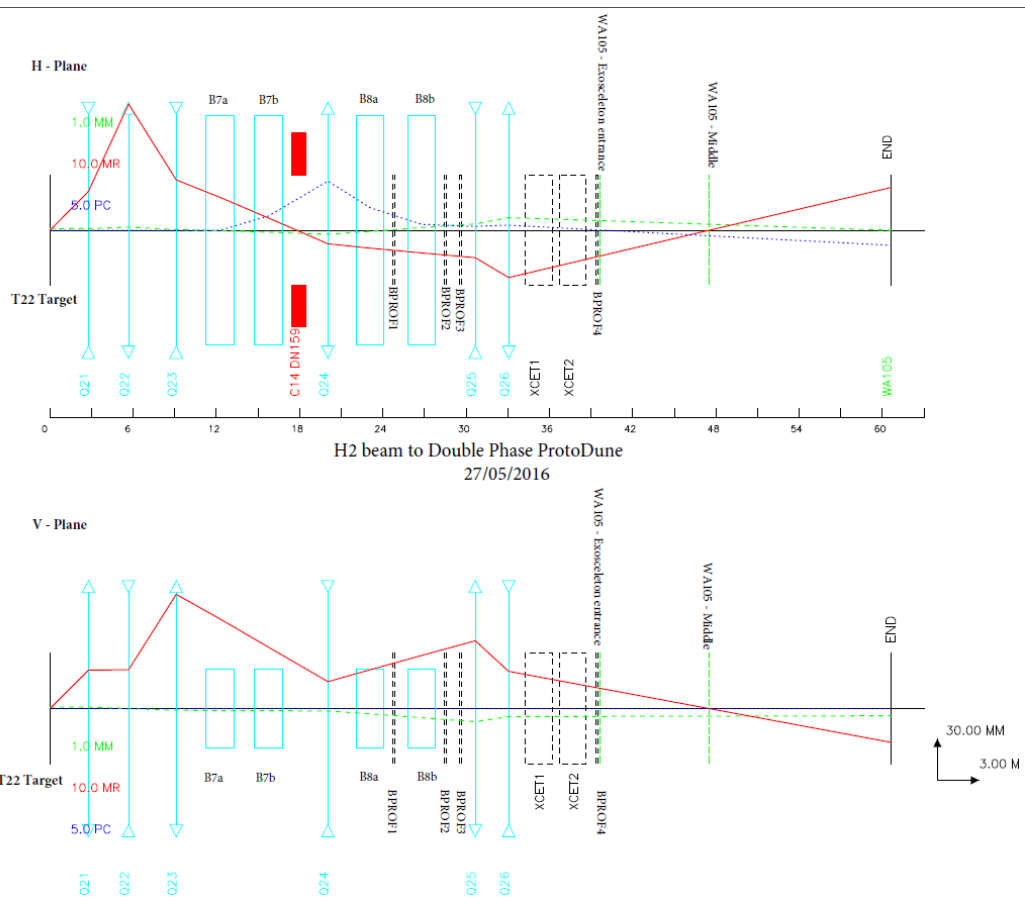 H - Plane
B7a
B7b
B8a
B8b
WA105 - Exosceleton entrance
WA105 - Middle
END
1.0 MM
10.0 MR
5.0 PC
T22 Target
BPROF1
BPROF2
BPROF3
BPROF4
Q21
Q22
Q23
C14 DN159
Q24
Q25
Q26
XCET1
XCET2
WA105
0 6 12 18 24 30 36 42 48 54 60
H2 beam to Double Phase ProtoDune
27/05/2016
V - Plane
WA105 - Exosceleton entrance
WA105 - Middle
END
1.0 MM
30.00 MM
3.00 M
T22 Target
B7a
B7b
B8a
B8b
10.0 MR
5.0 PC
BPROF1
BPROF2
BPROF3
XCET1
XCET2
BPROF4
Q21
Q22
Q23
Q24
Q25
Q26